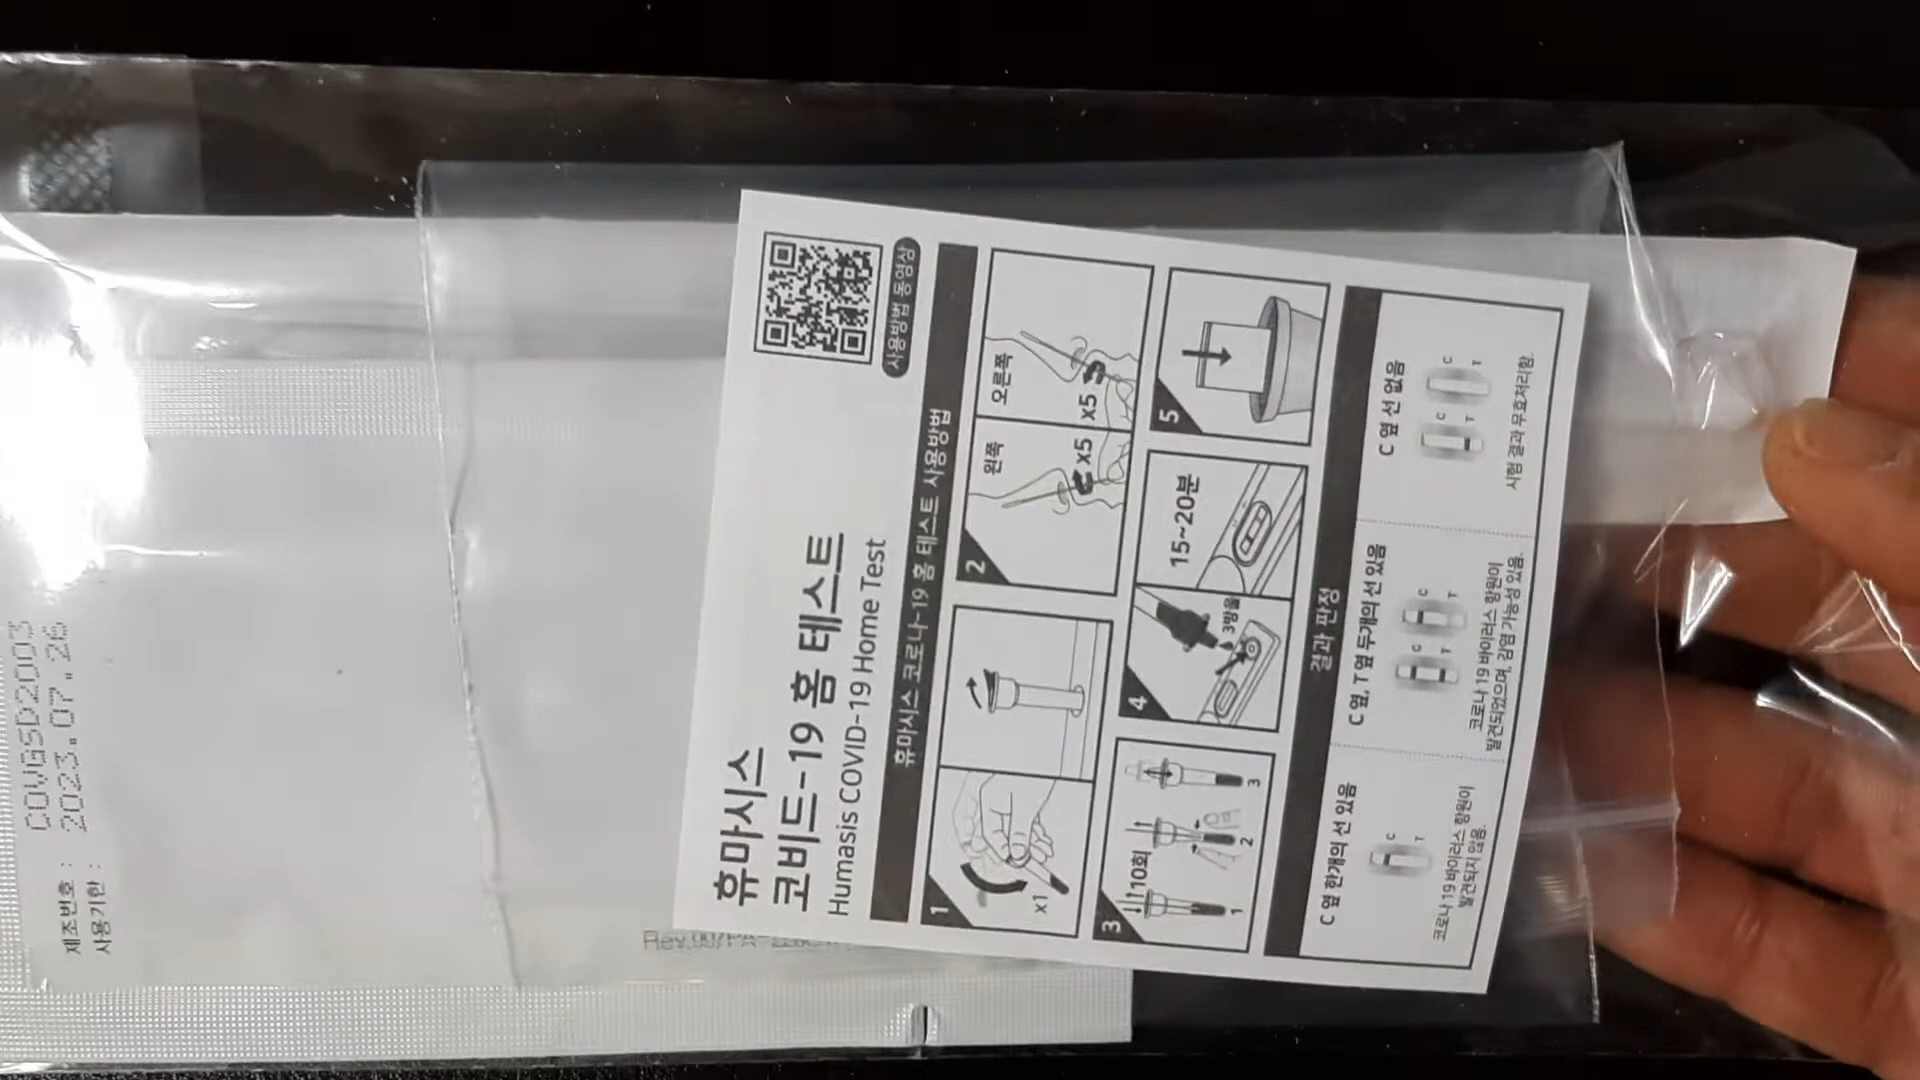 제조번호 : COVGSD2003
사용기한 : 2023.07.26
휴마시스
코비드-19 홈 테스트
Humasis COVID-19 Home Test
사용방법 동영상
휴마시스 코로나-19 홈 테스트 사용방법
1
x1
2
왼쪽
x5
오른쪽
x5
3
10회
1
2
3
4
3방울
15~20분
5
결과 판정
C 옆 한개의 선 있음
C
T
코로나 19 바이러스 항원이
발견되지 않음.
C 옆, T 옆 두개의 선 있음
C
T
C
T
코로나 19 바이러스 항원이
발견되었으며, 감염 가능성 있음.
C 옆 선 없음
C
T
C
T
시험 결과 무효처리함.